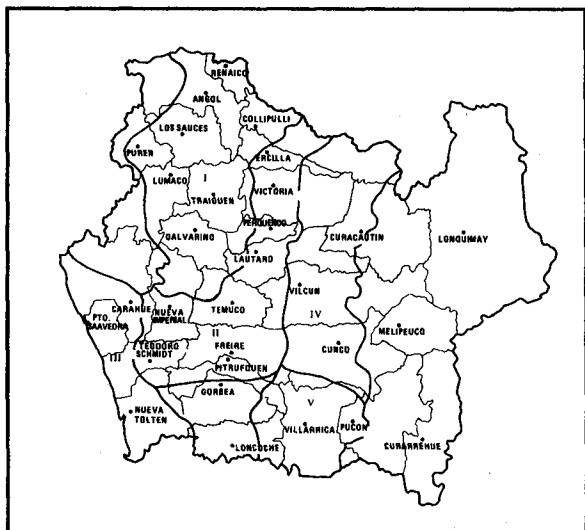 RENAICO
ANGOL
COLLIPULLI
LOS SAUCES
PUREN
ERCILLA
LUMACO
I
VICTORIA
TRAIGUEN
PERQUENCO
GALVARINO
CURACAUTIN
LONQUIMAY
LAUTARO
VILCUN
CARAHUE
NUEVA
IMPERIAL
TEMUCO
PTO.
SAAVEDRA
IV
MELIPEUCO
TEODORO
SCHMIDT
II
FREIRE
CUNCO
III
PITRUFQUEN
GORBEA
V
NUEVA
TOLTEN
VILLARRICA
PUCON
LONCOCHE
CURARREHUE